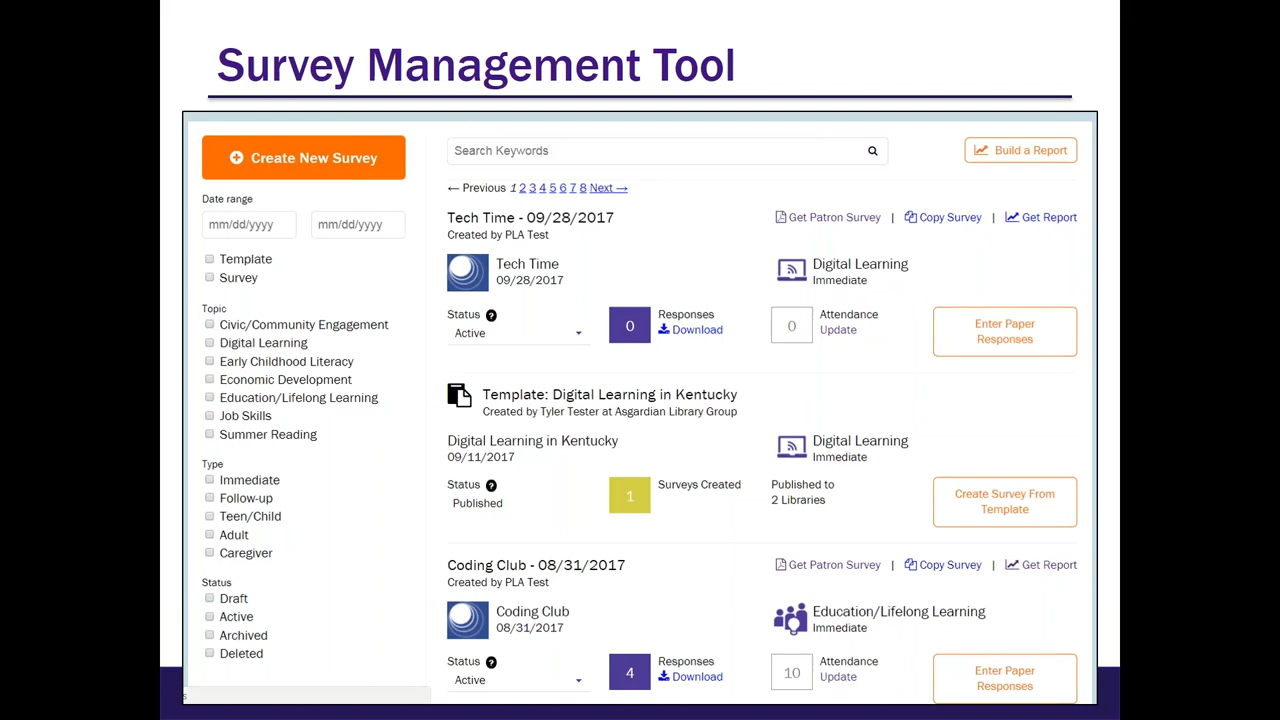 Survey Management Tool
Create New Survey
Date range
mm/dd/yyyy mm/dd/yyyy
Template
Survey
Topic
Civic/Community Engagement
Digital Learning
Early Childhood Literacy
Economic Development
Education/Lifelong Learning
Job Skills
Summer Reading
Type
Immediate
Follow-up
Teen/Child
Adult
Caregiver
Status
Draft
Active
Archived
Deleted
s
Search Keywords
Build a Report
← Previous 1 2 3 4 5 6 7 8 Next →
Tech Time - 09/28/2017
Get Patron Survey | Copy Survey | Get Report
Created by PLA Test
Tech Time
09/28/2017
Digital Learning
Immediate
Status ?
Active
0
Responses
Download
0
Attendance
Update
Enter Paper
Responses
Template: Digital Learning in Kentucky
Created by Tyler Tester at Asgardian Library Group
Digital Learning in Kentucky
09/11/2017
Digital Learning
Immediate
Status ?
Published
1
Surveys Created
Published to
2 Libraries
Create Survey From
Template
Coding Club - 08/31/2017
Get Patron Survey | Copy Survey | Get Report
Created by PLA Test
Coding Club
08/31/2017
Education/Lifelong Learning
Immediate
Status ?
Active
4
Responses
Download
10
Attendance
Update
Enter Paper
Responses